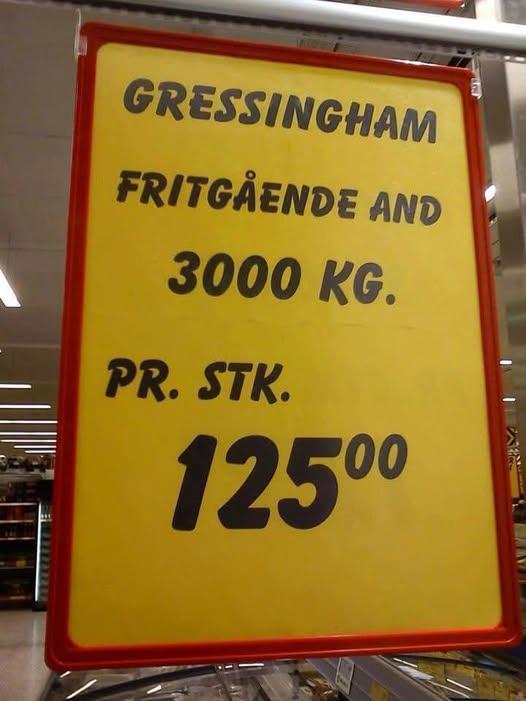 GRESSINGHAM
FRITGÅENDE AND
3000 KG.
PR. STK.
125⁰⁰